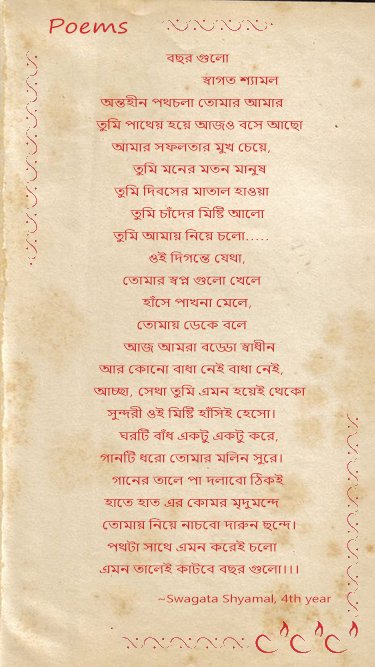 Poems
বছর গুলো
স্বাগত শ্যামল
অন্তহীন পথচলা তোমার আমার
তুমি পাথেয় হয়ে আজও বসে আছো
আমার সফলতার মুখ চেয়ে,
তুমি মনের মতন মানুষ
তুমি দিবসের মাতাল হাওয়া
তুমি চাঁদের মিষ্টি আলো
তুমি আমায় নিয়ে চলো.....
ওই দিগন্তে যেথা,
তোমার স্বপ্ন গুলো খেলে
হাঁসে পাখনা মেলে,
তোমায় ডেকে বলে
আজ আমরা বড্ডো স্বাধীন
আর কোনো বাধা নেই বাধা নেই,
আচ্ছা, সেথা তুমি এমন হয়েই থেকো
সুন্দরী ওই মিষ্টি হাঁসিই হেসো।
ঘরটি বাঁধ একটু একটু করে,
গানটি ধরো তোমার মলিন সুরে।
গানের তালে পা দলাবো ঠিকই
হাতে হাত এর কোমর মৃদুমন্দে
তোমায় নিয়ে নাচবো দারুন ছন্দে।
পথটা সাথে এমন করেই চলো
এমন তালেই কাটবে বছর গুলো।।।
~Swagata Shyamal, 4th year